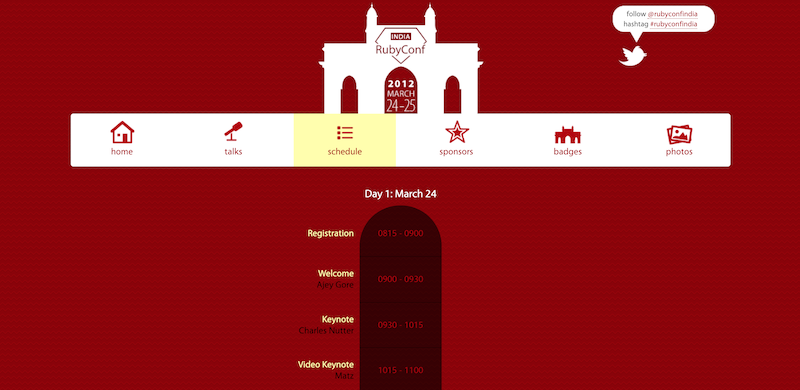 follow @rubyconfindia
hashtag #rubyconfindia
INDIA
RubyConf
2012
MARCH
24-25
home
talks
schedule
sponsors
badges
photos
Day 1: March 24
Registration
0815 - 0900
Welcome
Ajey Gore
0900 - 0930
Keynote
Charles Nutter
0930 - 1015
Video Keynote
Matz
1015 - 1100